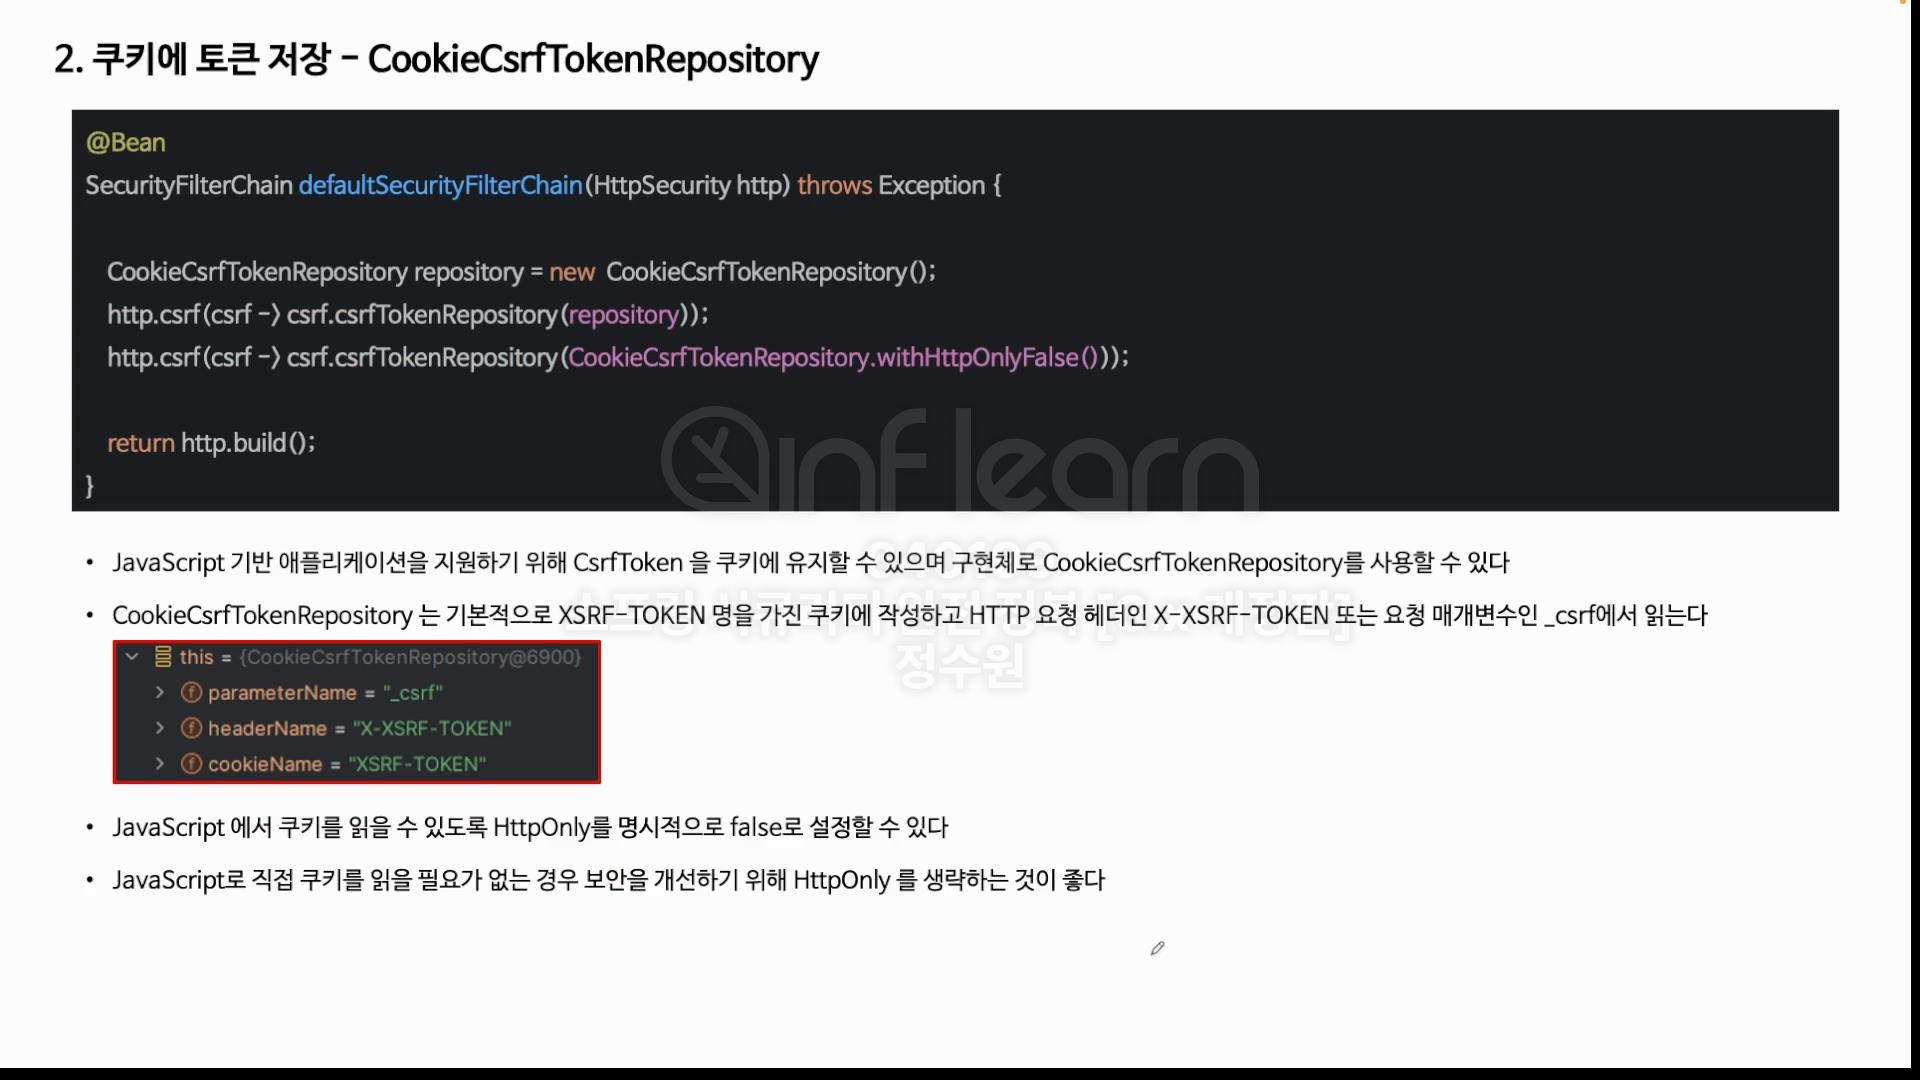 2. 쿠키에 토큰 저장 - CookieCsrfTokenRepository
@Bean
SecurityFilterChain defaultSecurityFilterChain(HttpSecurity http) throws Exception {
CookieCsrfTokenRepository repository = new CookieCsrfTokenRepository();
http.csrf(csrf -> csrf.csrfTokenRepository(repository));
http.csrf(csrf -> csrf.csrfTokenRepository(CookieCsrfTokenRepository.withHttpOnlyFalse()));
return http.build();
}
inflearn
• JavaScript 기반 애플리케이션을 지원하기 위해 CsrfToken 을 쿠키에 유지할 수 있으며 구현체로 CookieCsrfTokenRepository를 사용할 수 있다
• CookieCsrfTokenRepository 는 기본적으로 XSRF-TOKEN 명을 가진 쿠키에 작성하고 HTTP 요청 헤더인 X-XSRF-TOKEN 또는 요청 매개변수인 _csrf에서 읽는다
정수원
this = {CookieCsrfTokenRepository@6900}
parameterName = "_csrf"
headerName = "X-XSRF-TOKEN"
cookieName = "XSRF-TOKEN"
• JavaScript 에서 쿠키를 읽을 수 있도록 HttpOnly를 명시적으로 false로 설정할 수 있다
• JavaScript로 직접 쿠키를 읽을 필요가 없는 경우 보안을 개선하기 위해 HttpOnly 를 생략하는 것이 좋다